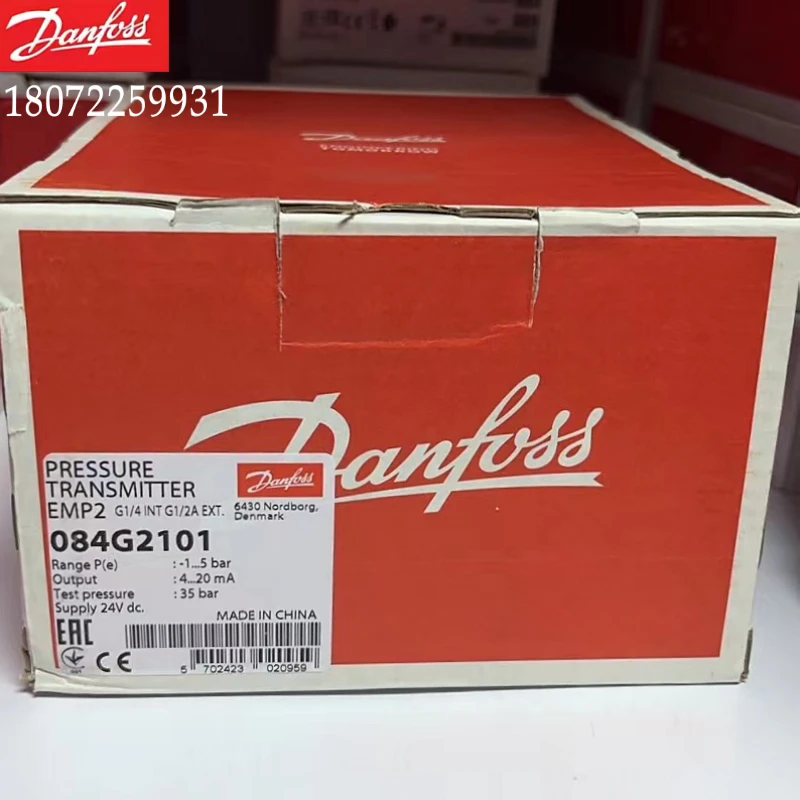 Danfoss
18072259931
Danfoss
Danfoss
PRESSURE
TRANSMITTER
EMP2 G1/4 INT G1/2A EXT.
Danfoss
6430 Nordborg,
Denmark
084G2101
Range P(e) : -1...5 bar
Output : 4...20 mA
Test pressure : 35 bar
Supply 24V dc.
MADE IN CHINA
EAC
CE
5 702423 020959